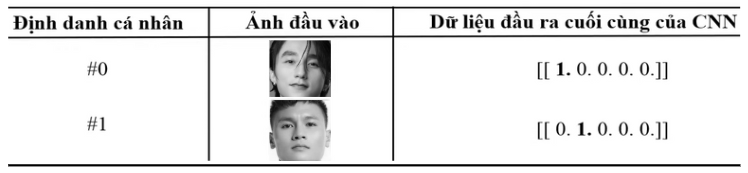 Định danh cá nhân Ảnh đầu vào Dữ liệu đầu ra cuối cùng của CNN
#0 [[ 1. 0. 0. 0. 0.]]
#1 [[ 0. 1. 0. 0. 0.]]